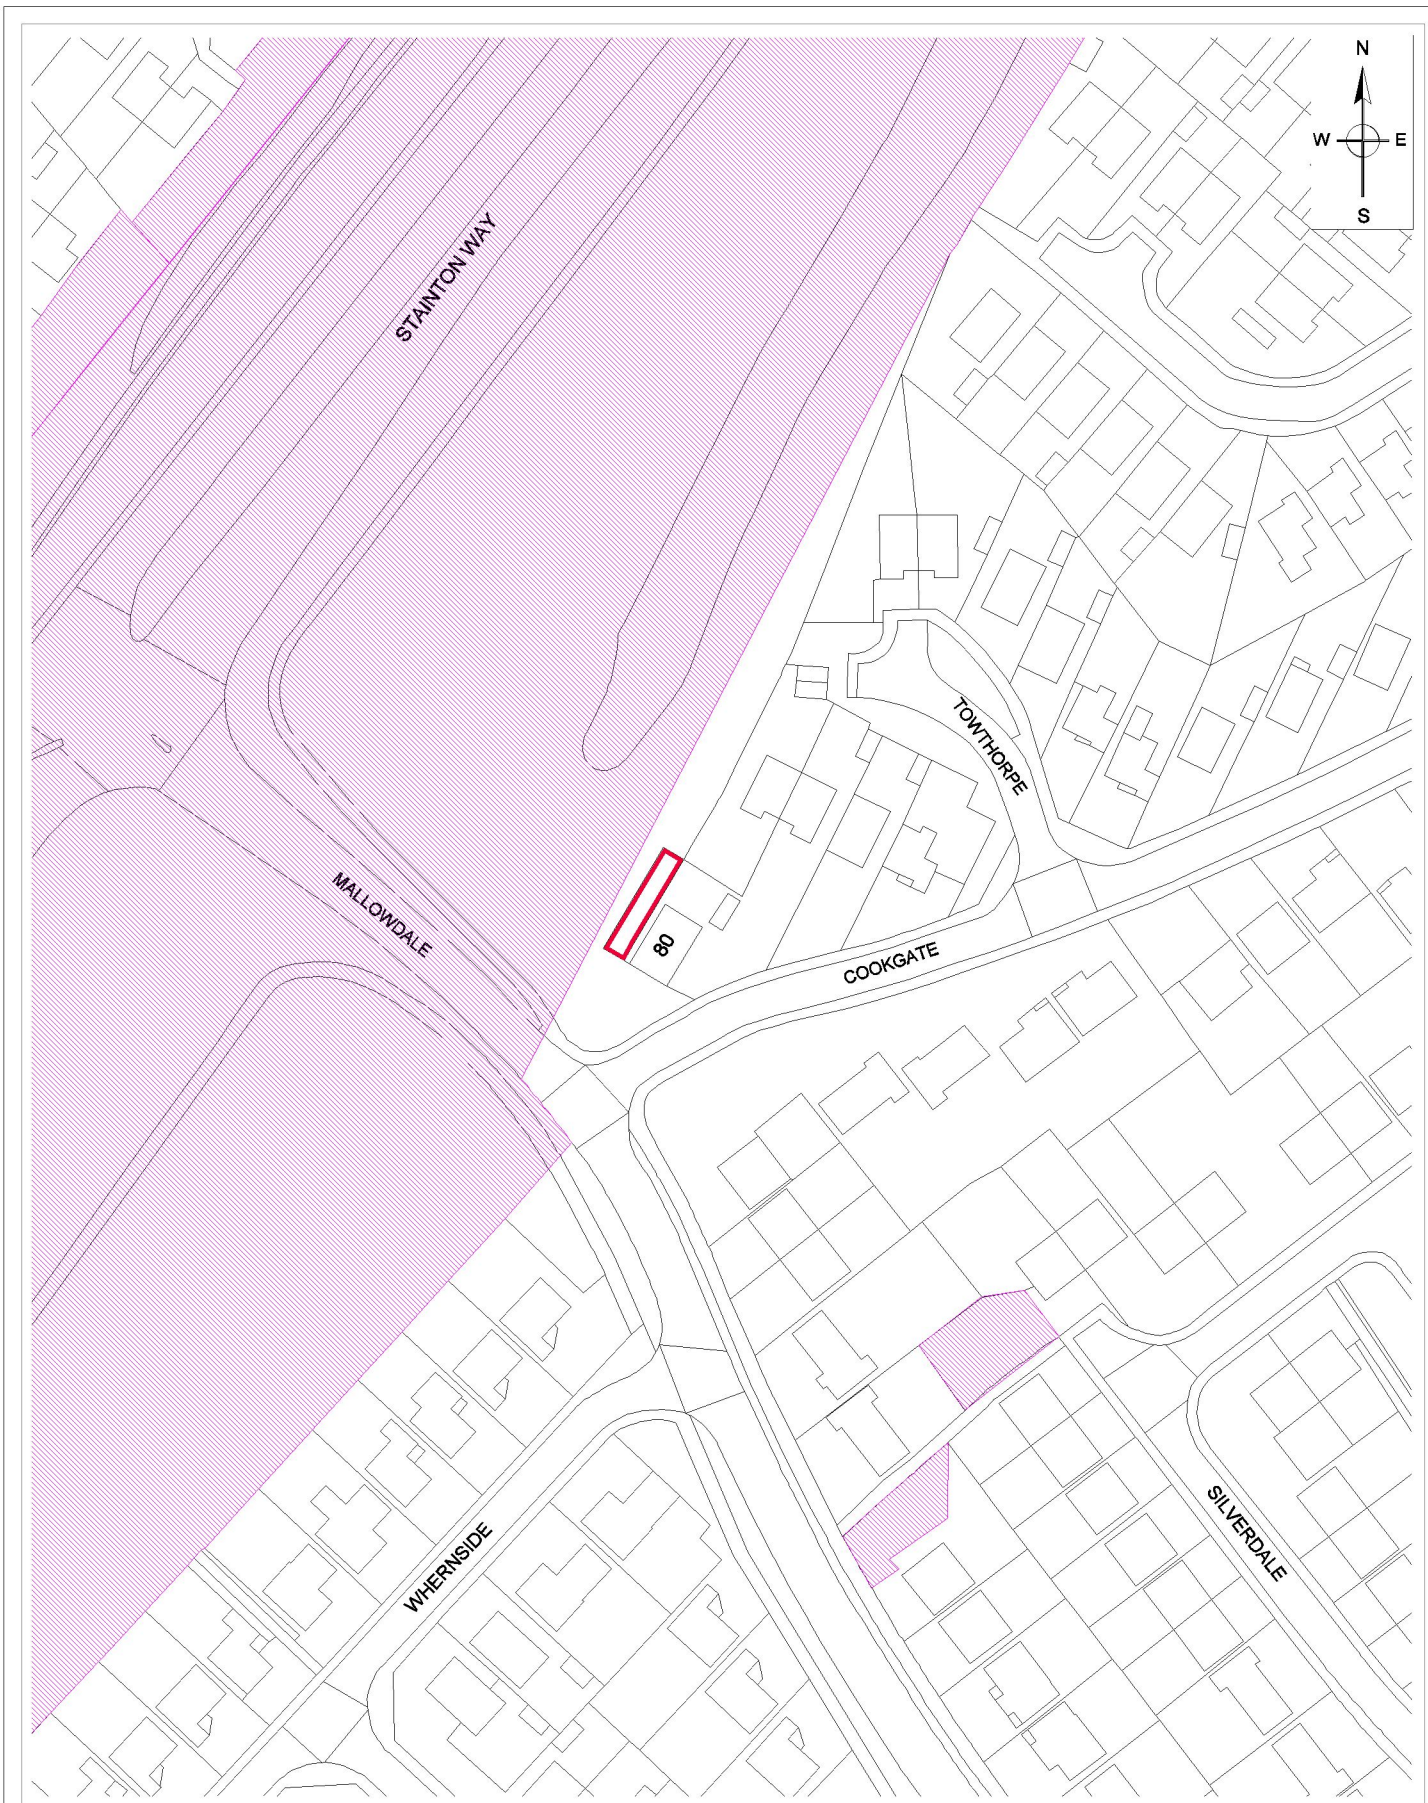 N
W E
S
STAINTON WAY
TOWTHORPE
MALLOWDALE
80
COOKGATE
SILVERDALE
WHERNSIDE